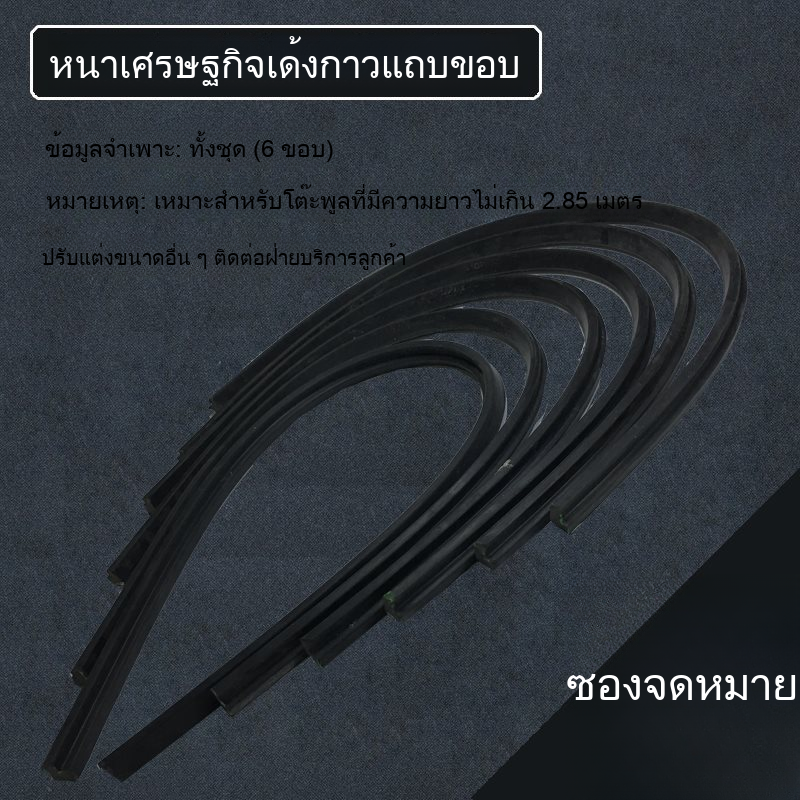 หนาเศรษฐกิจเด้งกาวแถบขอบ
ข้อมูลจำเพาะ: ทั้งชุด (6 ขอบ)
หมายเหตุ: เหมาะสำหรับโต๊ะพูลที่มีความยาวไม่เกิน 2.85 เมตร
ปรับแต่งขนาดอื่น ๆ ติดต่อฝ่ายบริการลูกค้า
ซองจดหมาย